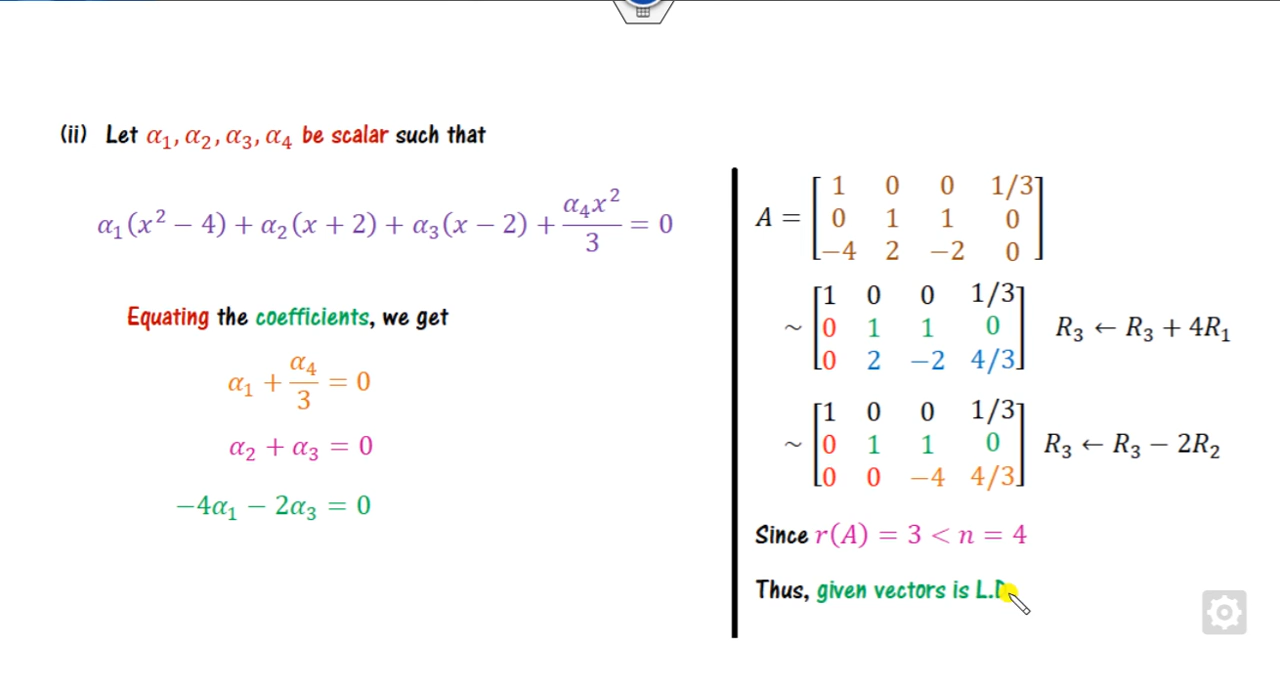 (ii) Let α₁, α₂, α₃, α₄ be scalar such that
α₁(x² − 4) + α₂(x + 2) + α₃(x − 2) + α₄x²/3 = 0
Equating the coefficients, we get
α₁ + α₄/3 = 0
α₂ + α₃ = 0
−4α₁ − 2α₃ = 0
A = [1 0 0 1/3
0 1 1 0
−4 2 −2 0]
~ [1 0 0 1/3
0 1 1 0
0 2 −2 4/3] R₃ ← R₃ + 4R₁
~ [1 0 0 1/3
0 1 1 0
0 0 −4 4/3] R₃ ← R₃ − 2R₂
Since r(A) = 3 < n = 4
Thus, given vectors is L.D